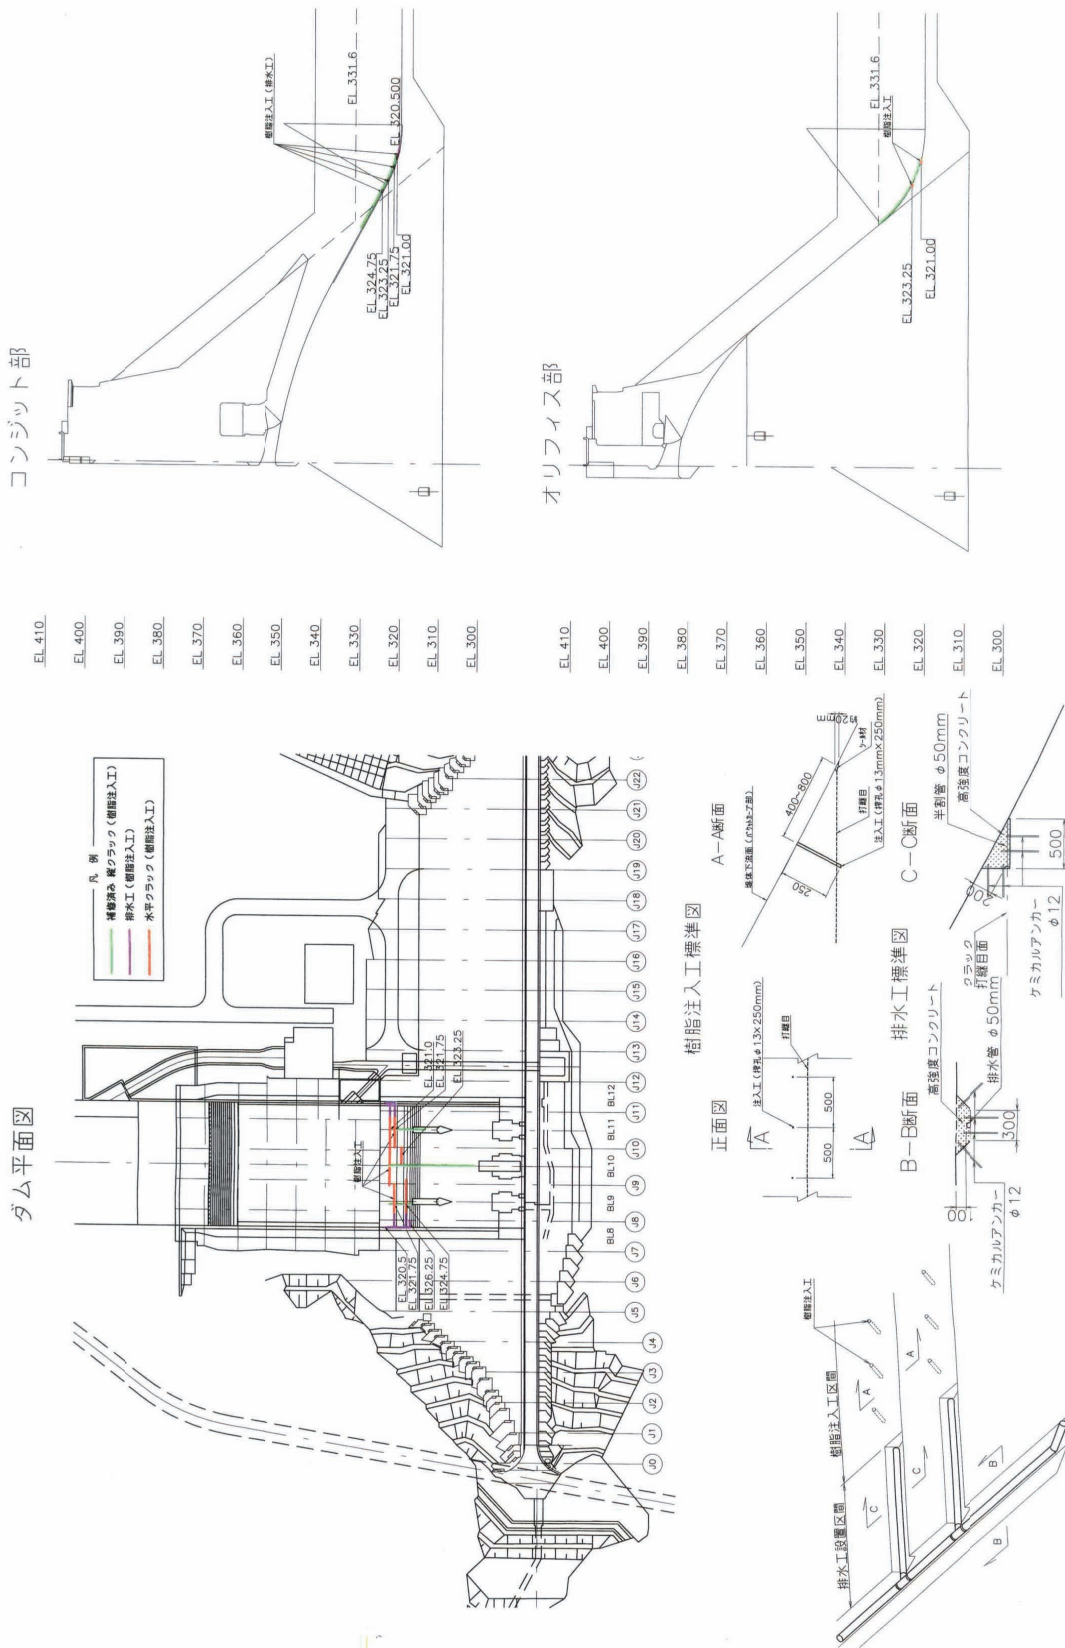 ダム平面図
凡例
補修済み 縦クラック (樹脂注入工)
排水工 (樹脂注入工)
水平クラック (樹脂注入工)
樹脂注入工
EL 320.5
EL 321.75
EL 326.25
EL 324.75
EL 321.0
EL 321.75
EL 323.25
BL8
BL9
BL10
BL11
BL12
J0
J1
J2
J3
J4
J5
J6
J7
J8
J9
J10
J11
J12
J13
J14
J15
J16
J17
J18
J19
J20
J21
J22
コンジット部
EL 410
EL 400
EL 390
EL 380
EL 370
EL 360
EL 350
EL 340
EL 330
EL 320
EL 310
EL 300
樹脂注入工 (排水工)
EL 331.6
EL 320.500
EL 324.75
EL 323.25
EL 321.75
EL 321.00
オリフィス部
EL 410
EL 400
EL 390
EL 380
EL 370
EL 360
EL 350
EL 340
EL 330
EL 320
EL 310
EL 300
EL 331.6
樹脂注入工
EL 323.25
EL 321.00
樹脂注入工標準図
正面図
注入工 (搾孔φ13×250mm)
打継目
500
500
A
A
A-A断面
400~800
250
シール材
打継目
注入工 (搾孔φ13mm×250mm)
排水工標準図
B-B断面
高強度コンクリート
排水管 φ50mm
100
300
ケミカルアンカー
φ12
C-C断面
半割管 φ50mm
高強度コンクリート
クラック
打継目面
500
ケミカルアンカー
φ12
排水工設置区間
樹脂注入工区間
樹脂注入工
A
A
B
B
C
C